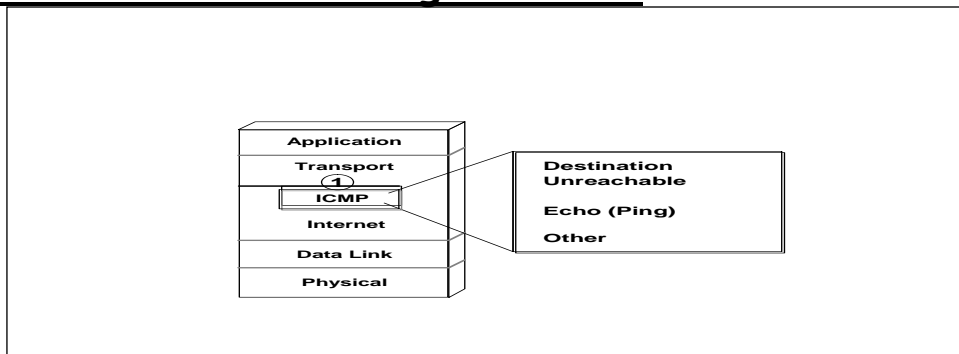 Application
Transport
1
ICMP
Internet
Data Link
Physical
Destination
Unreachable
Echo (Ping)
Other